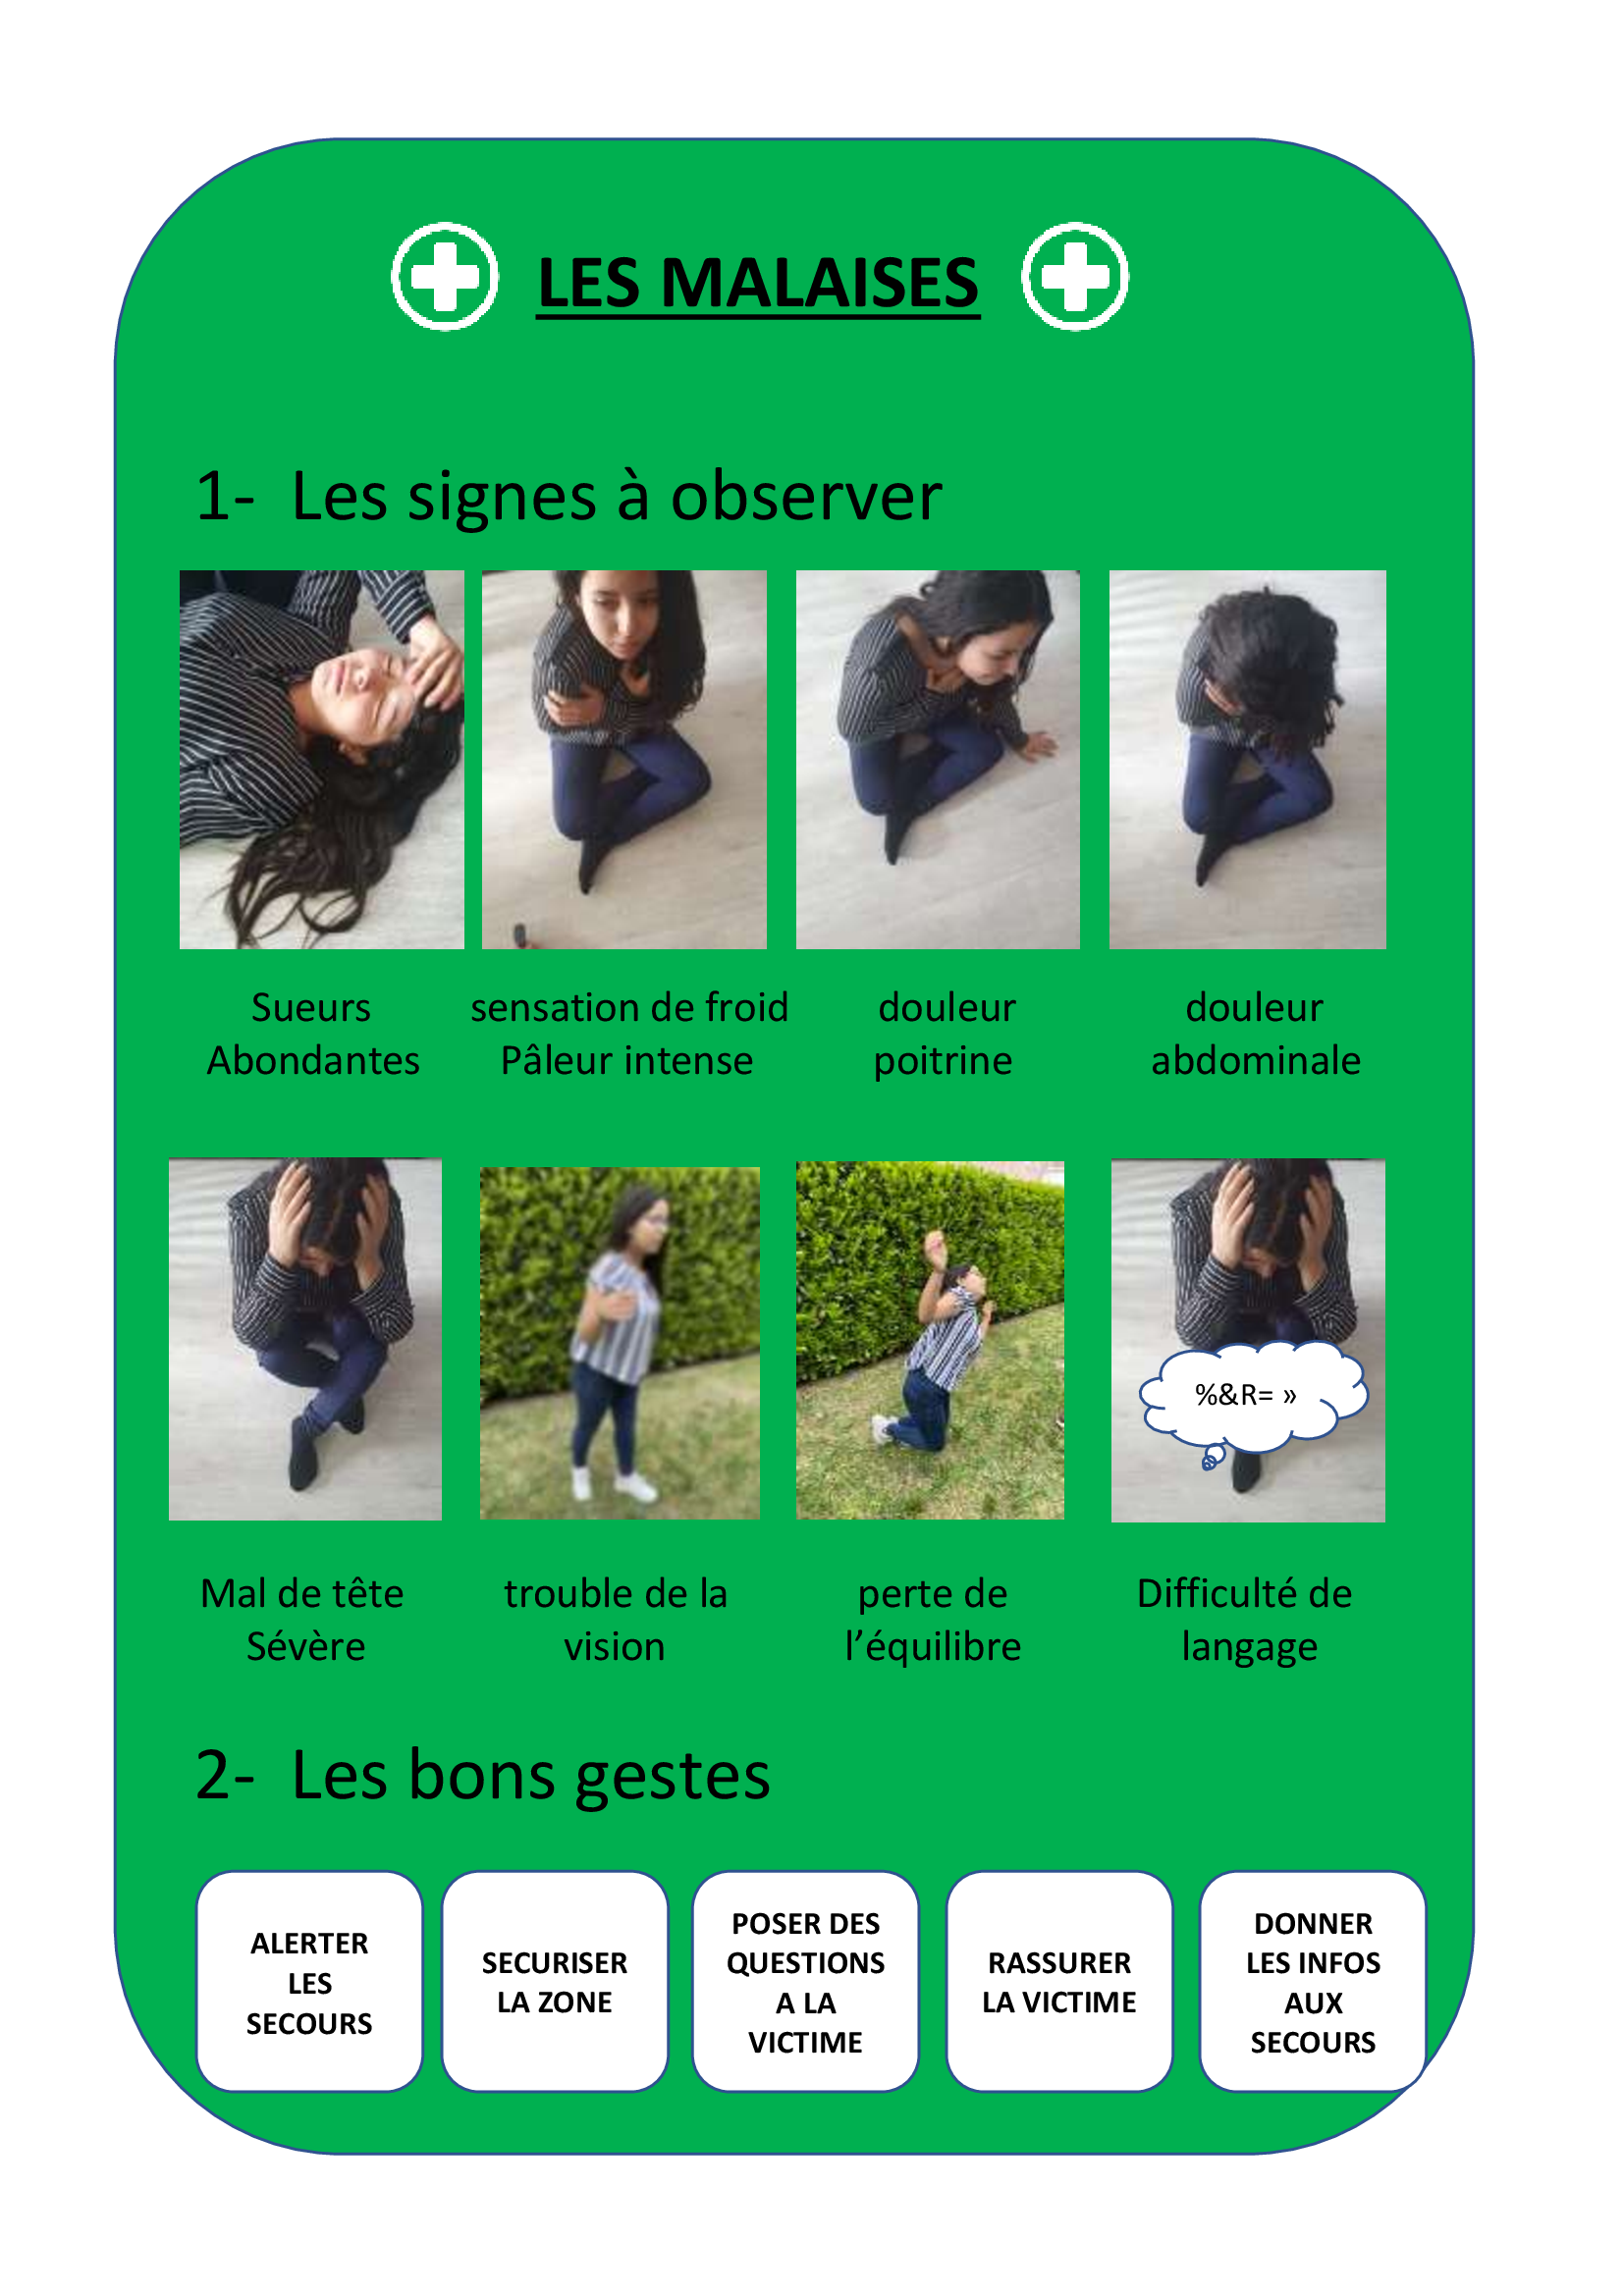 LES MALAISES
1- Les signes à observer
Sueurs
Abondantes
sensation de froid
Pâleur intense
douleur
poitrine
douleur
abdominale
%&R= »
Mal de tête
Sévère
trouble de la
vision
perte de
l’équilibre
Difficulté de
langage
2- Les bons gestes
ALERTER
LES
SECOURS
SECURISER
LA ZONE
POSER DES
QUESTIONS
A LA
VICTIME
RASSURER
LA VICTIME
DONNER
LES INFOS
AUX
SECOURS